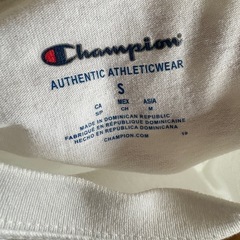 Champion
AUTHENTIC ATHLETICWEAR
S
CA MEX ASIA
S/P CH M
MADE IN DOMINICAN REPUBLIC
FABRIQUÉ EN RÉPUBLIQUE DOMINICAINE
HECHO EN REPÚBLICA DOMINICANA
CHAMPION.COM